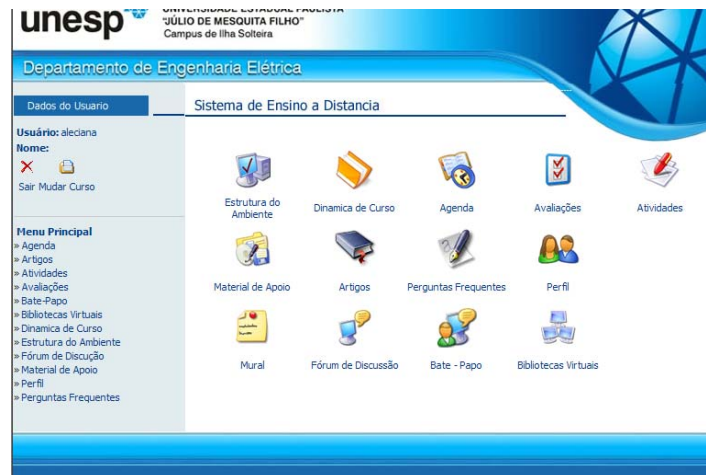 unesp
UNIVERSIDADE ESTADUAL PAULISTA
"JÚLIO DE MESQUITA FILHO"
Campus de Ilha Solteira
Departamento de Engenharia Elétrica
Dados do Usuario
Sistema de Ensino a Distancia
Usuário: aleciana
Nome:
Sair Mudar Curso
Menu Principal
» Agenda
» Artigos
» Atividades
» Avaliações
» Bate-Papo
» Bibliotecas Virtuais
» Dinamica de Curso
» Estrutura do Ambiente
» Fórum de Discução
» Material de Apoio
» Perfil
» Perguntas Frequentes
Estrutura do
Ambiente
Dinamica de Curso
Agenda
Avaliações
Atividades
Material de Apoio
Artigos
Perguntas Frequentes
Perfil
Mural
Fórum de Discussão
Bate - Papo
Bibliotecas Virtuais